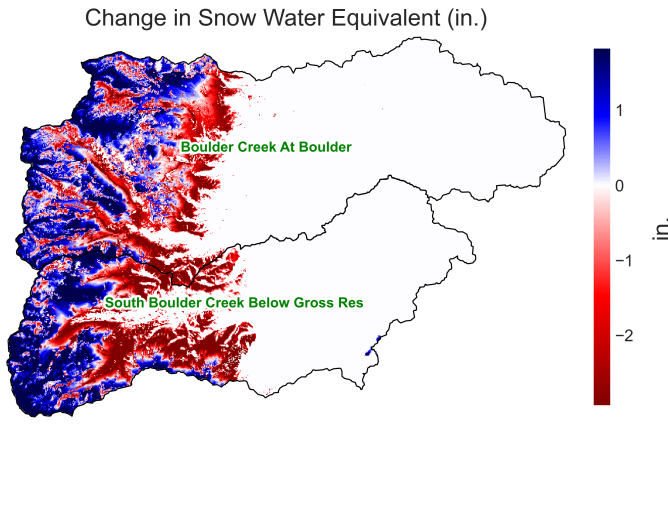 Change in Snow Water Equivalent (in.)
1
Boulder Creek At Boulder
0
in.
−1
South Boulder Creek Below Gross Res
−2